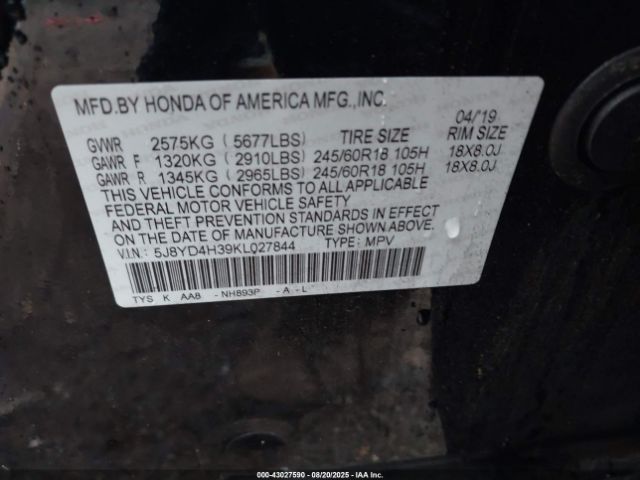 MFD.BY HONDA OF AMERICA MFG.,INC.
04/'19
GVWR 2575KG ( 5677LBS) TIRE SIZE RIM SIZE
GAWR F 1320KG ( 2910LBS) 245/60R18 105H 18X8.0J
GAWR R 1345KG ( 2965LBS) 245/60R18 105H 18X8.0J
THIS VEHICLE CONFORMS TO ALL APPLICABLE
FEDERAL MOTOR VEHICLE SAFETY
AND THEFT PREVENTION STANDARDS IN EFFECT
ON THE DATE OF MANUFACTURE SHOWN ABOVE.
V.I.N.: 5J8YD4H39KL027844 TYPE: MPV
TYS K AA8 - NH893P - A - L
000-43027590 — 08/20/2025 — IAAI.COM